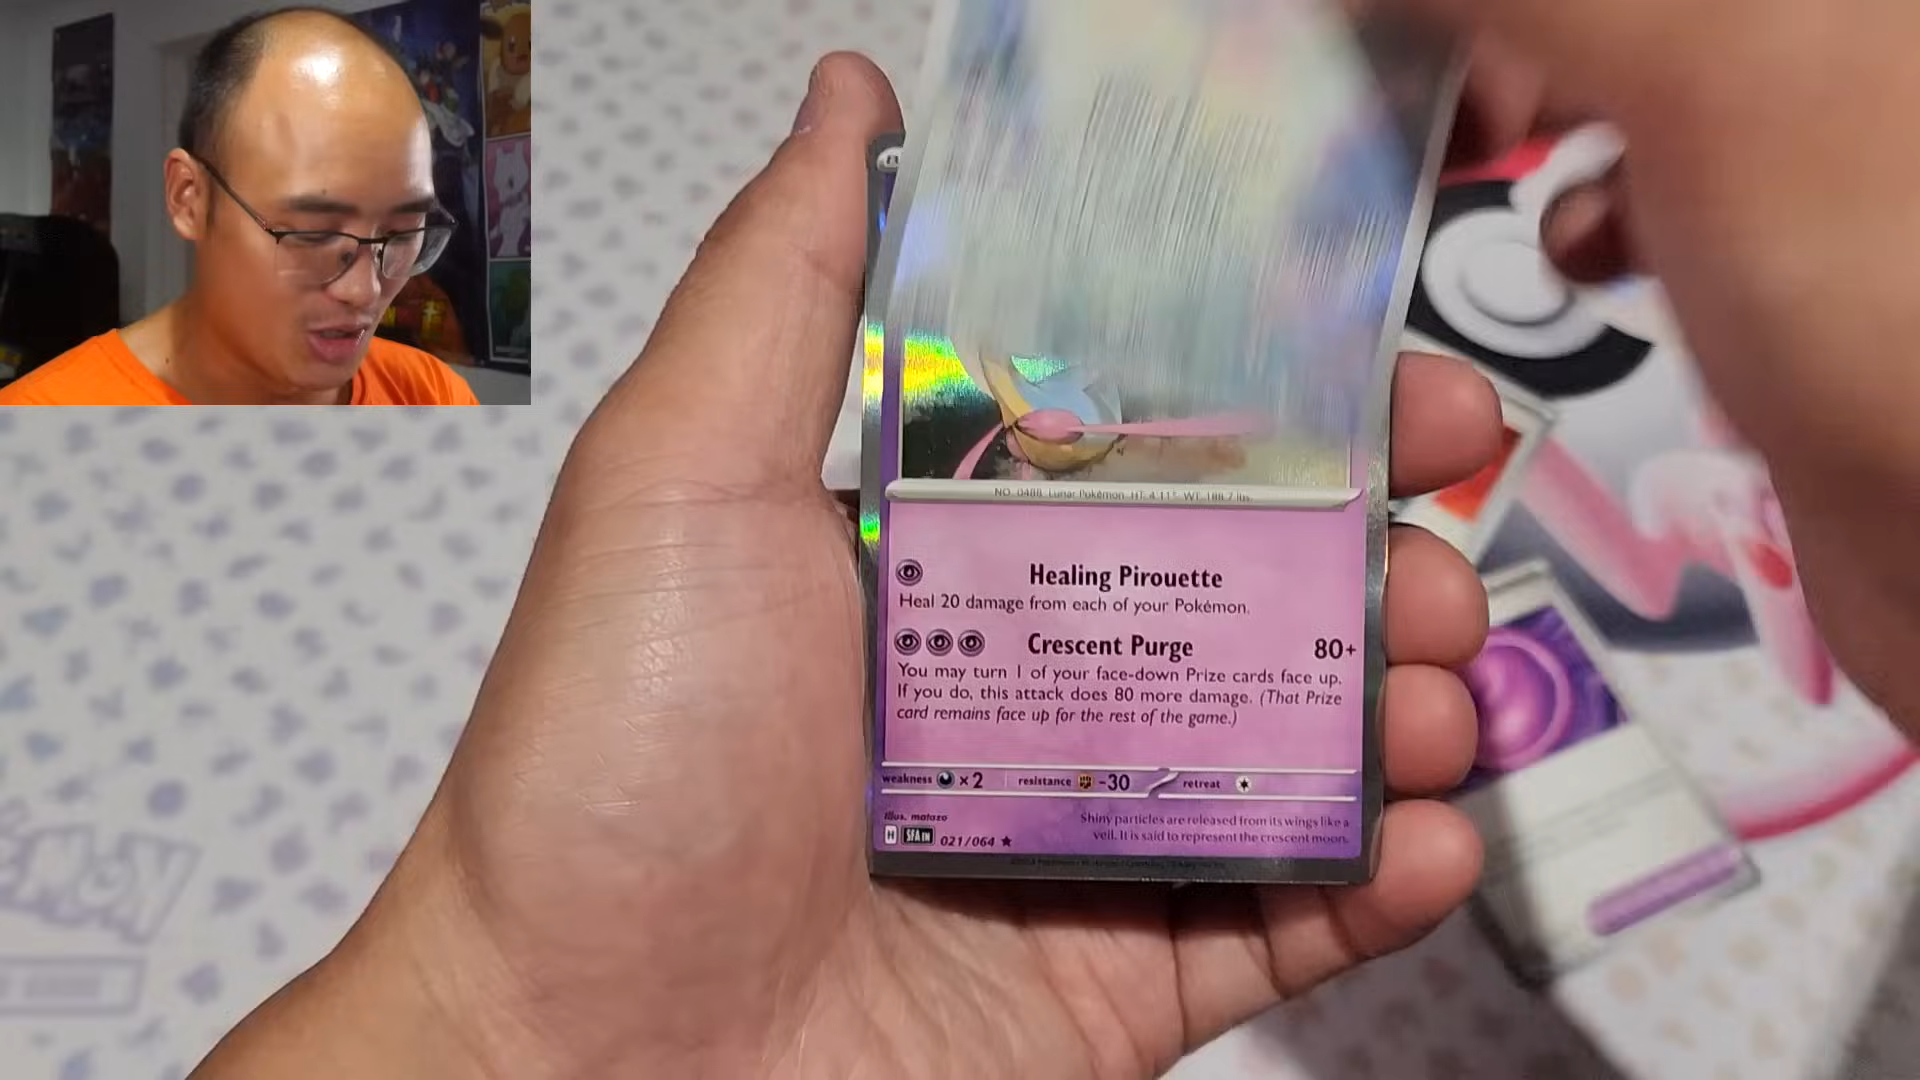 NO. 0488 Lunar Pokémon HT: 4'11" WT: 188.7 lbs.
Healing Pirouette
Heal 20 damage from each of your Pokémon.
Crescent Purge 80+
You may turn 1 of your face-down Prize cards face up.
If you do, this attack does 80 more damage. (That Prize
card remains face up for the rest of the game.)
weakness ×2 resistance -30 retreat
Illus. matazo
Shiny particles are released from its wings like a
veil. It is said to represent the crescent moon.
H SFA EN 021/064